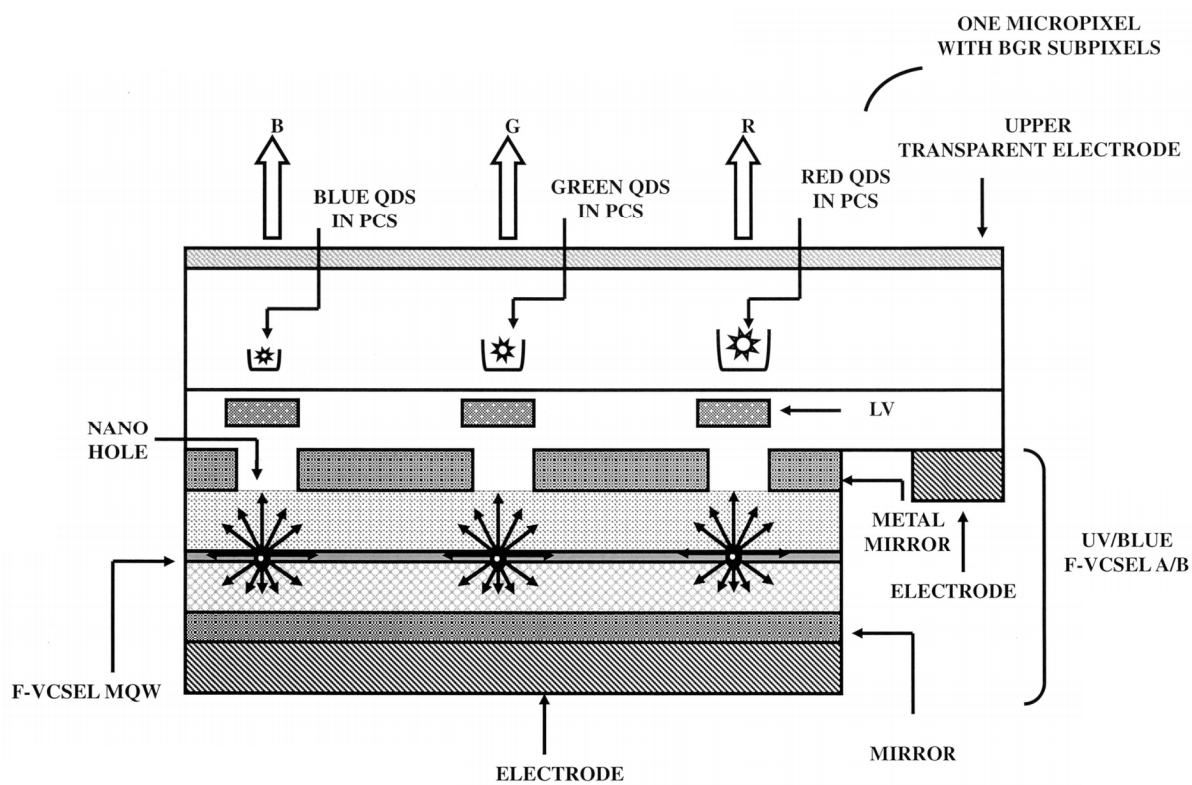 ONE MICROPIXEL
WITH BGR SUBPIXELS
UPPER
TRANSPARENT ELECTRODE
B
G
R
BLUE QDS
IN PCS
GREEN QDS
IN PCS
RED QDS
IN PCS
LV
NANO
HOLE
METAL
MIRROR
ELECTRODE
UV/BLUE
F-VCSEL A/B
F-VCSEL MQW
MIRROR
ELECTRODE